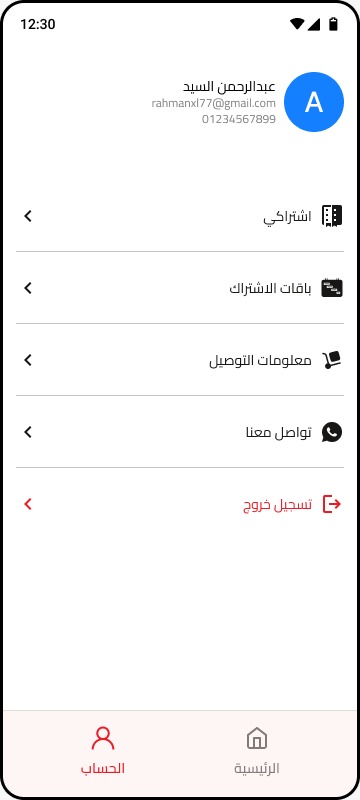 12:30
A
عبدالرحمن السيد
rahmanxl77@gmail.com
01234567899
اشتراكي
باقات الاشتراك
معلومات التوصيل
تواصل معنا
تسجيل خروج
الرئيسية
الحساب